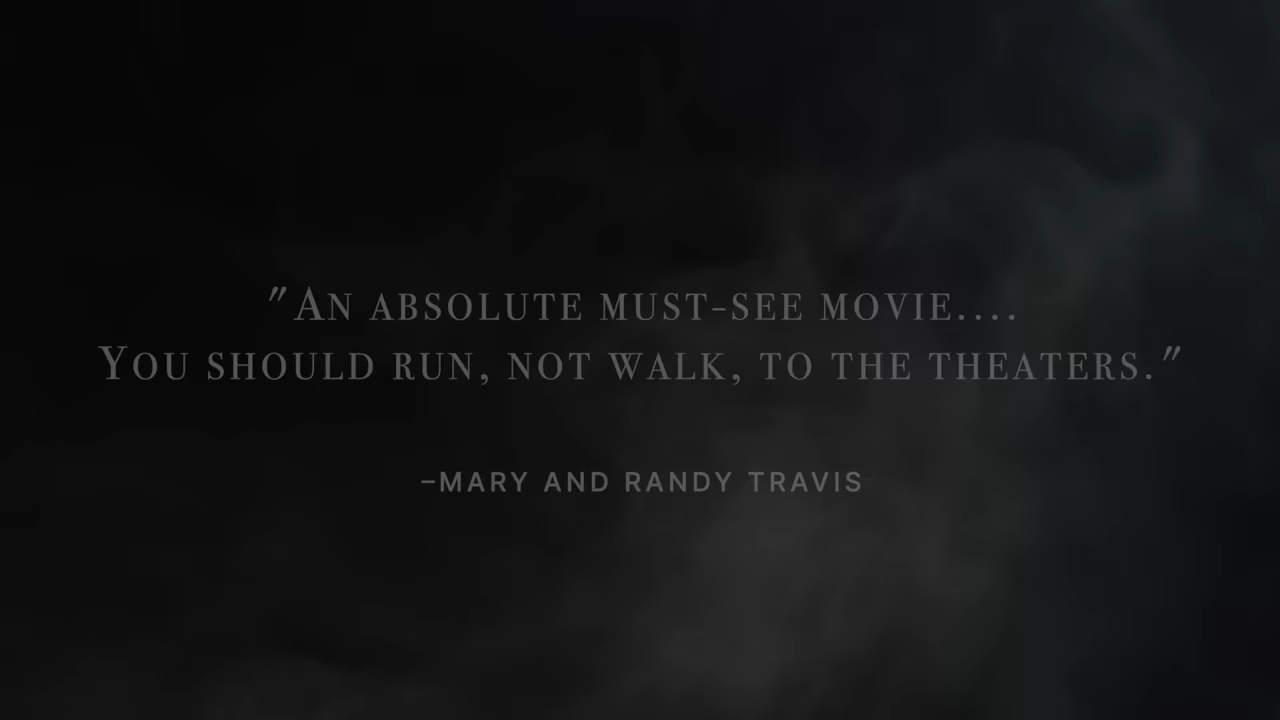 "An absolute must-see movie....
You should run, not walk, to the theaters."
–MARY AND RANDY TRAVIS